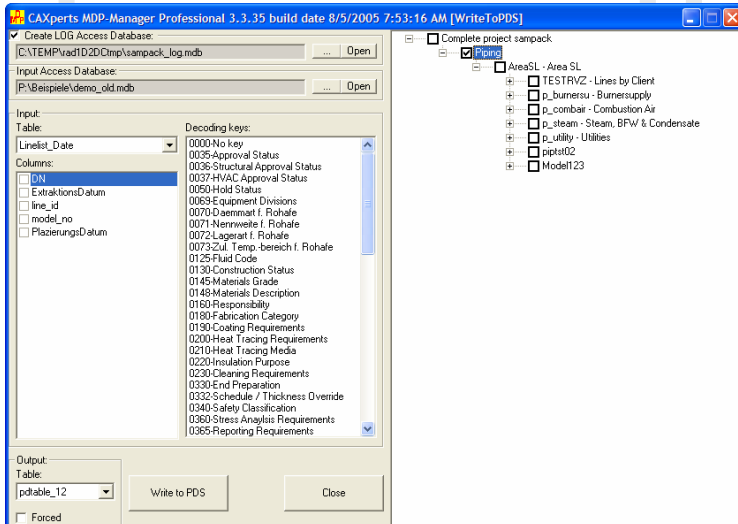 CAXperts MDP-Manager Professional 3.3.35 build date 8/5/2005 7:53:16 AM [WriteToPDS]
Create LOG Access Database:
C:\TEMP\rad1D2DCtmp\sampack_log.mdb
... Open
Input Access Database:
P:\Beispiele\demo_old.mdb
... Open
Input:
Table:
Linelist_Date
Columns:
DN
ExtraktionsDatum
line_id
model_no
PlazierungsDatum
Decoding keys:
0000-No key
0035-Approval Status
0036-Structural Approval Status
0037-HVAC Approval Status
0050-Hold Status
0069-Equipment Divisions
0070-Daemmart f. Rohafe
0071-Nennweite f. Rohafe
0072-Lagerart f. Rohafe
0073-Zul. Temp.-bereich f. Rohafe
0125-Fluid Code
0130-Construction Status
0145-Materials Grade
0148-Materials Description
0160-Responsibility
0180-Fabrication Category
0190-Coating Requirements
0200-Heat Tracing Requirements
0210-Heat Tracing Media
0220-Insulation Purpose
0230-Cleaning Requirements
0330-End Preparation
0332-Schedule / Thickness Override
0340-Safety Classification
0360-Stress Anaylsis Requirements
0365-Reporting Requirements
Output:
Table:
pdtable_12
Forced
Write to PDS
Close
Complete project sampack
Piping
AreaSL - Area SL
TESTRVZ - Lines by Client
p_burnersu - Burnersupply
p_combair - Combustion Air
p_steam - Steam, BFW & Condensate
p_utility - Utilities
piptst02
Model123